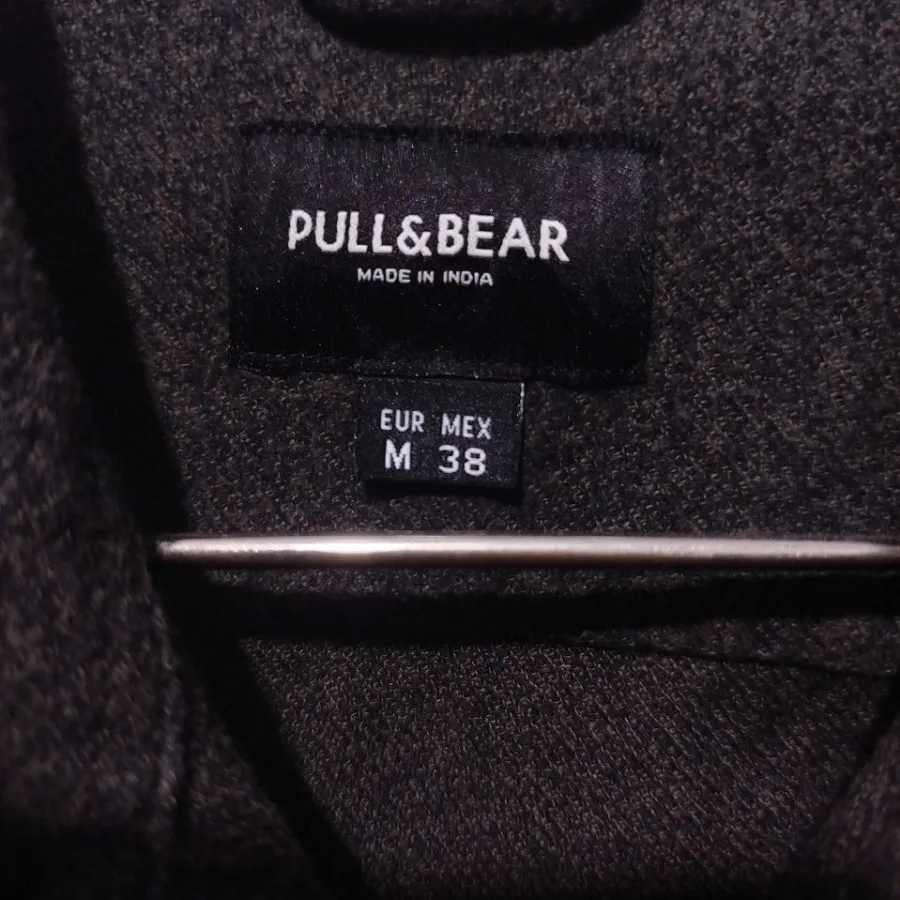 PULL&BEAR
MADE IN INDIA
EUR MEX
M 38